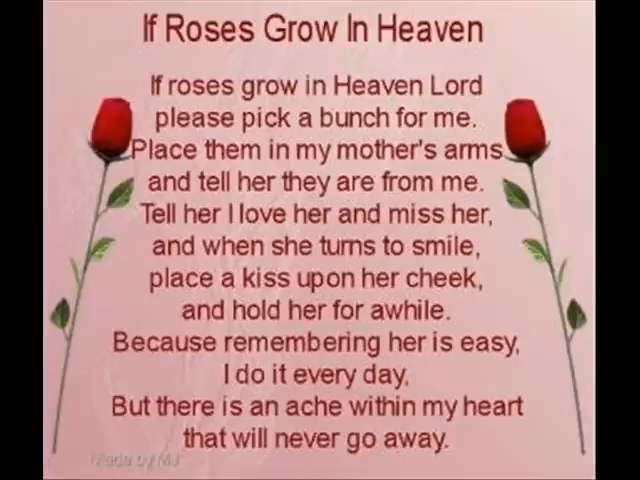 If Roses Grow In Heaven
If roses grow in Heaven Lord
please pick a bunch for me.
Place them in my mother's arms
and tell her they are from me.
Tell her I love her and miss her,
and when she turns to smile,
place a kiss upon her cheek,
and hold her for awhile.
Because remembering her is easy,
I do it every day,
But there is an ache within my heart
that will never go away.
Made by MJ